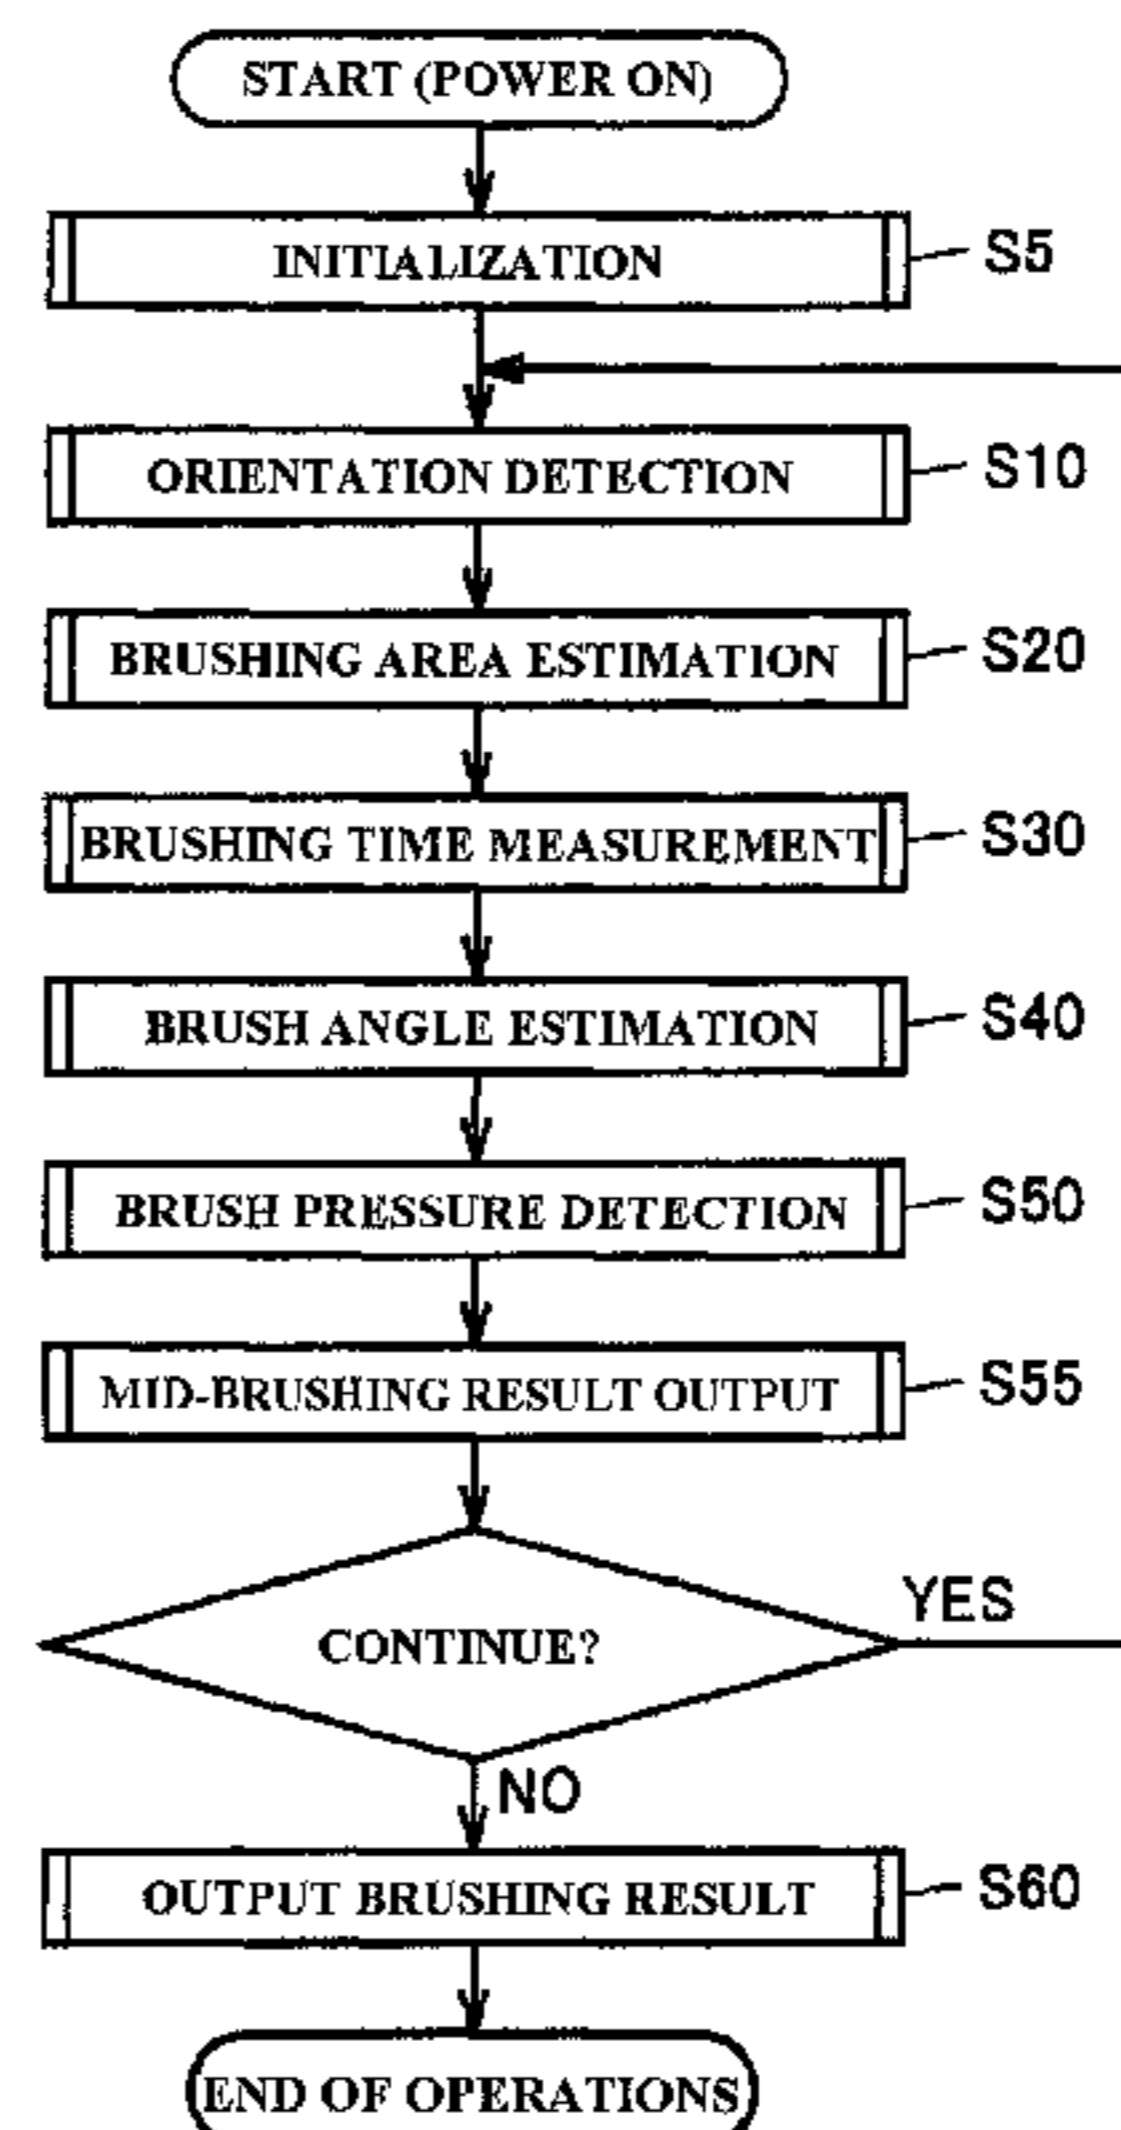 START (POWER ON)
INITIALIZATION
S5
ORIENTATION DETECTION
S10
BRUSHING AREA ESTIMATION
S20
BRUSHING TIME MEASUREMENT
S30
BRUSH ANGLE ESTIMATION
S40
BRUSH PRESSURE DETECTION
S50
MID-BRUSHING RESULT OUTPUT
S55
CONTINUE?
YES
NO
OUTPUT BRUSHING RESULT
S60
END OF OPERATIONS